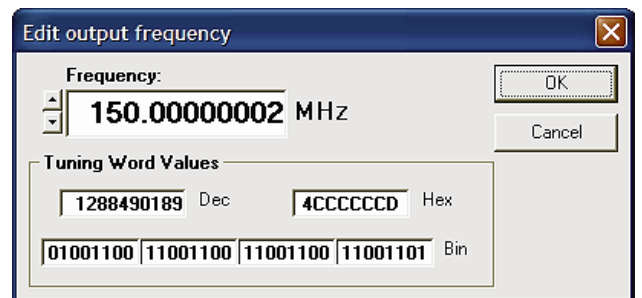 Edit output frequency
Frequency:
150.00000002 MHz
OK
Cancel
Tuning Word Values
1288490189 Dec 4CCCCCCD Hex
01001100 11001100 11001100 11001101 Bin